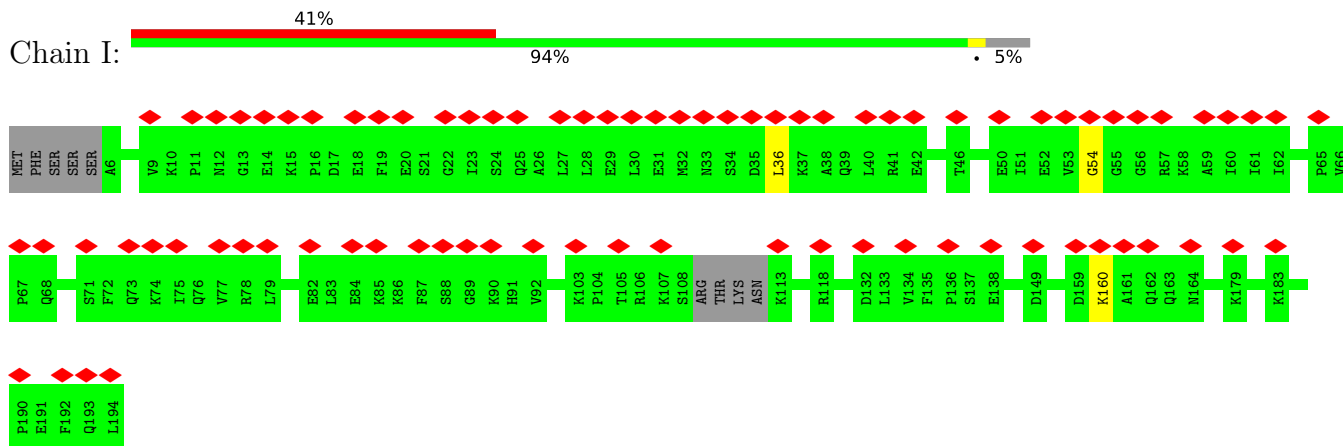 41%
Chain I:
94% • 5%
MET PHE SER SER SER A6 V9 K10 P11 N12 G13 E14 K15 P16 D17 E18 F19 E20 S21 G22 I23 S24 Q25 A26 L27 L28 E29 L30 E31 M32 N33 S34 D35 L36 K37 A38 Q39 L40 R41 E42 T46 E50 I51 E52 V53 G54 G55 G56 R57 K58 A59 I60 I61 I62 P65 V66
P67 Q68 S71 F72 Q73 K74 I75 Q76 V77 R78 L79 E82 L83 E84 K85 K86 F87 S88 G89 K90 H91 V92 K103 P104 T105 R106 K107 S108 ARG THR LYS ASN K113 R118 D132 L133 V134 F135 P136 S137 E138 D149 D159 K160 A161 Q162 Q163 N164 K179 K183
P190 E191 F192 Q193 L194